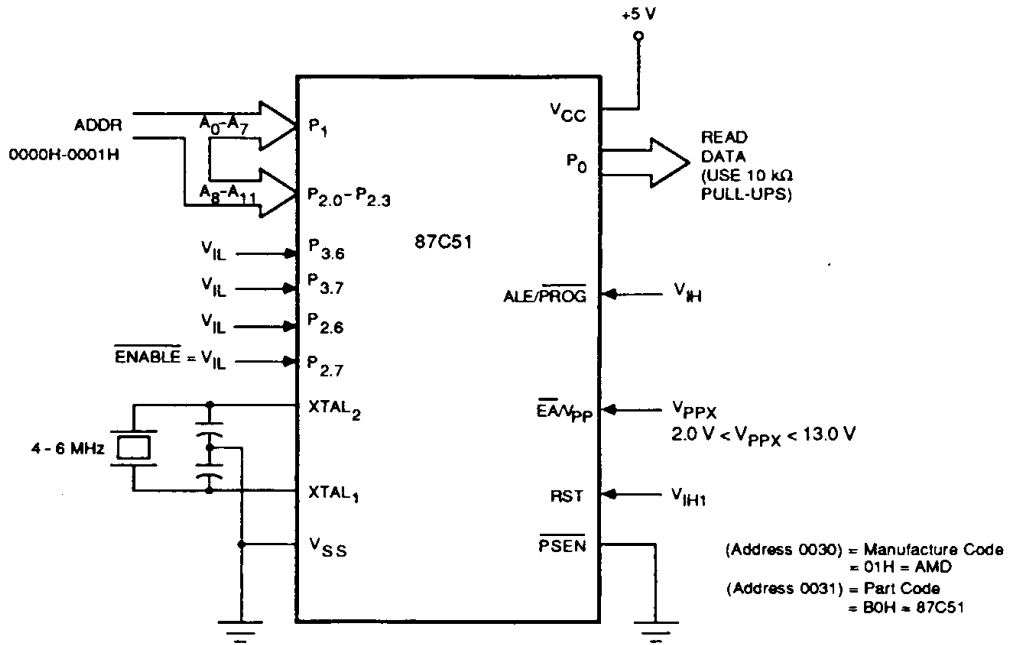 +5 V
ADDR
0000H-0001H
A0-A7
A8-A11
P1
P2.0-P2.3
VIL
P3.6
VIL
P3.7
VIL
P2.6
ENABLE = VIL
P2.7
XTAL2
4 - 6 MHz
XTAL1
VSS
87C51
VCC
P0
READ
DATA
(USE 10 kΩ
PULL-UPS)
ALE/PROG
VIH
EA/VPP
VPPX
2.0 V < VPPX < 13.0 V
RST
VIH1
PSEN
(Address 0030) = Manufacture Code
= 01H = AMD
(Address 0031) = Part Code
= B0H = 87C51